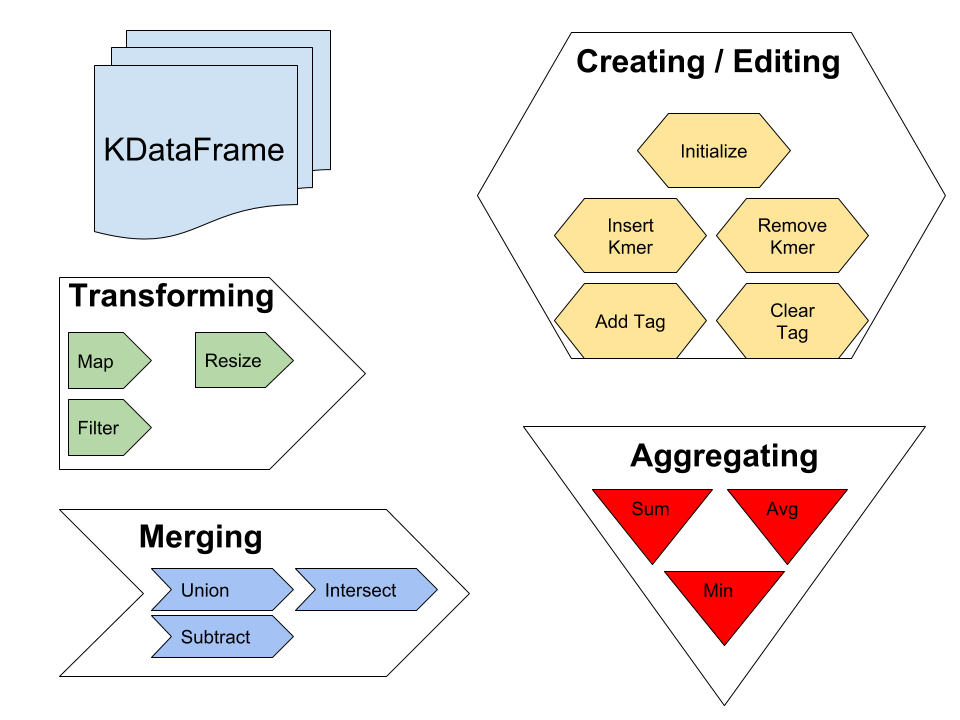 KDataFrame
Creating / Editing
Initialize
Insert
Kmer
Remove
Kmer
Add Tag
Clear
Tag
Transforming
Map
Resize
Filter
Merging
Union
Intersect
Subtract
Aggregating
Sum
Avg
Min